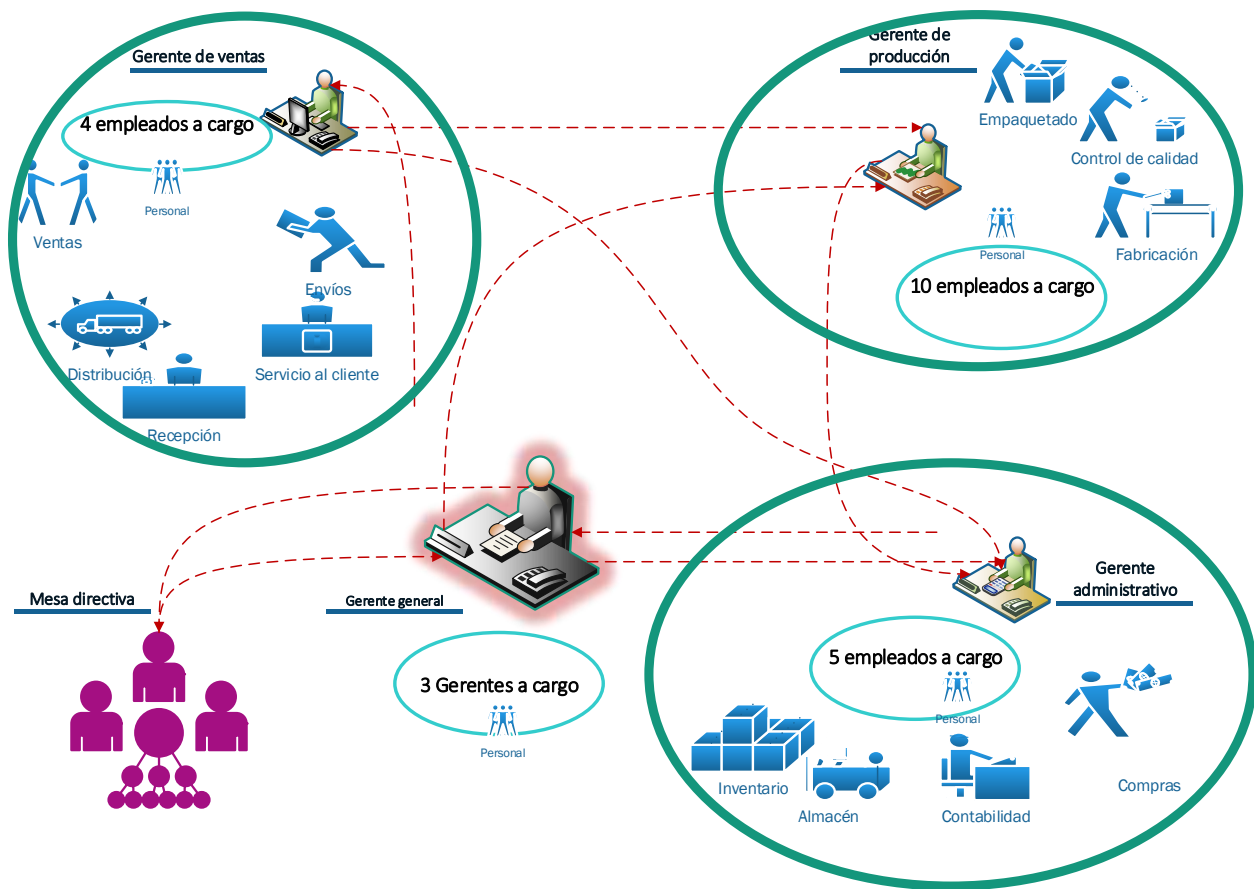 Gerente de ventas
4 empleados a cargo
Personal
Ventas
Envíos
Distribución
Servicio al cliente
Recepción
Gerente de
producción
Empaquetado
Control de calidad
Personal
Fabricación
10 empleados a cargo
Mesa directiva
Gerente general
3 Gerentes a cargo
Personal
Gerente
administrativo
5 empleados a cargo
Personal
Inventario
Almacén
Contabilidad
Compras